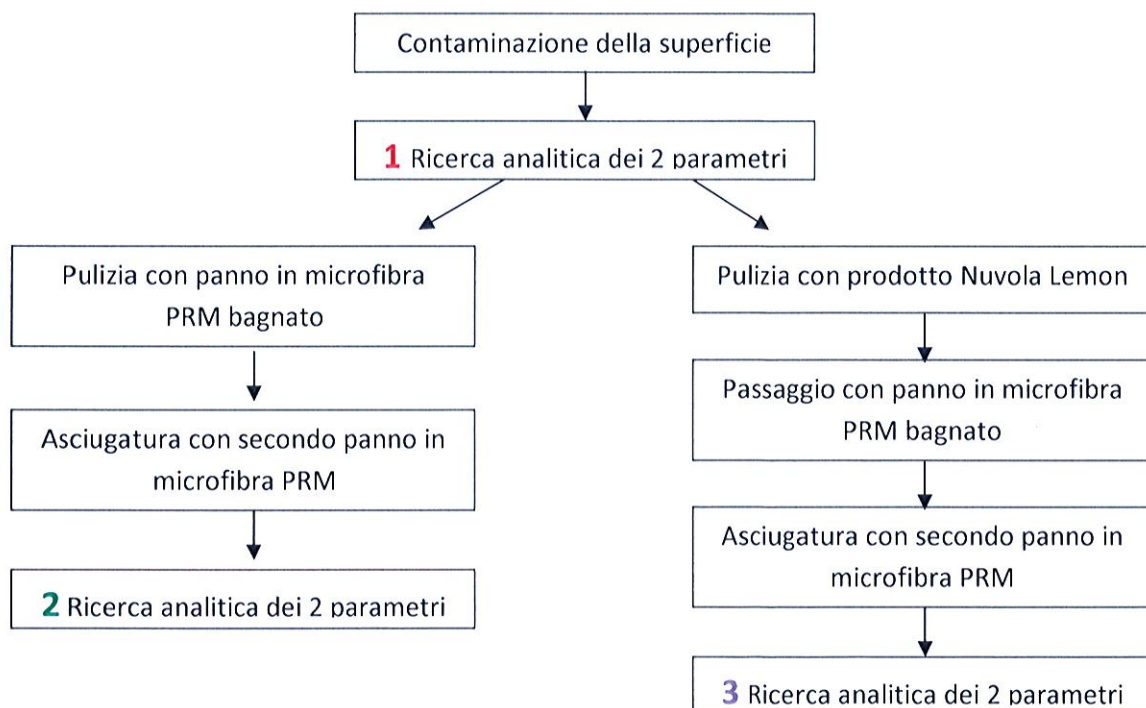 Contaminazione della superficie
1 Ricerca analitica dei 2 parametri
Pulizia con panno in microfibra
PRM bagnato
Asciugatura con secondo panno in
microfibra PRM
2 Ricerca analitica dei 2 parametri
Pulizia con prodotto Nuvola Lemon
Passaggio con panno in microfibra
PRM bagnato
Asciugatura con secondo panno in
microfibra PRM
3 Ricerca analitica dei 2 parametri